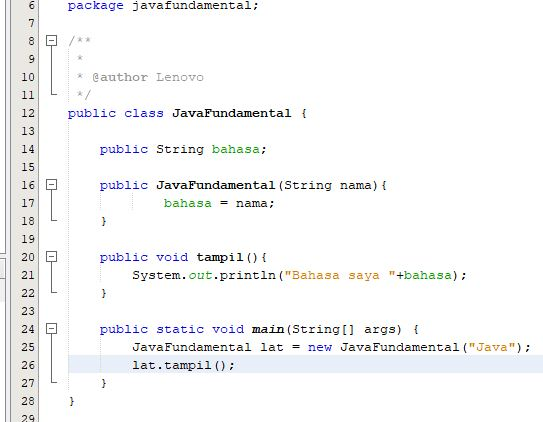 6 package javafundamental;
7
8 /**
9 *
10 * @author Lenovo
11 */
12 public class JavaFundamental {
13
14 public String bahasa;
15
16 public JavaFundamental(String nama){
17 bahasa = nama;
18 }
19
20 public void tampil(){
21 System.out.println("Bahasa saya "+bahasa);
22 }
23
24 public static void main(String[] args) {
25 JavaFundamental lat = new JavaFundamental("Java");
26 lat.tampil();
27 }
28 }
29